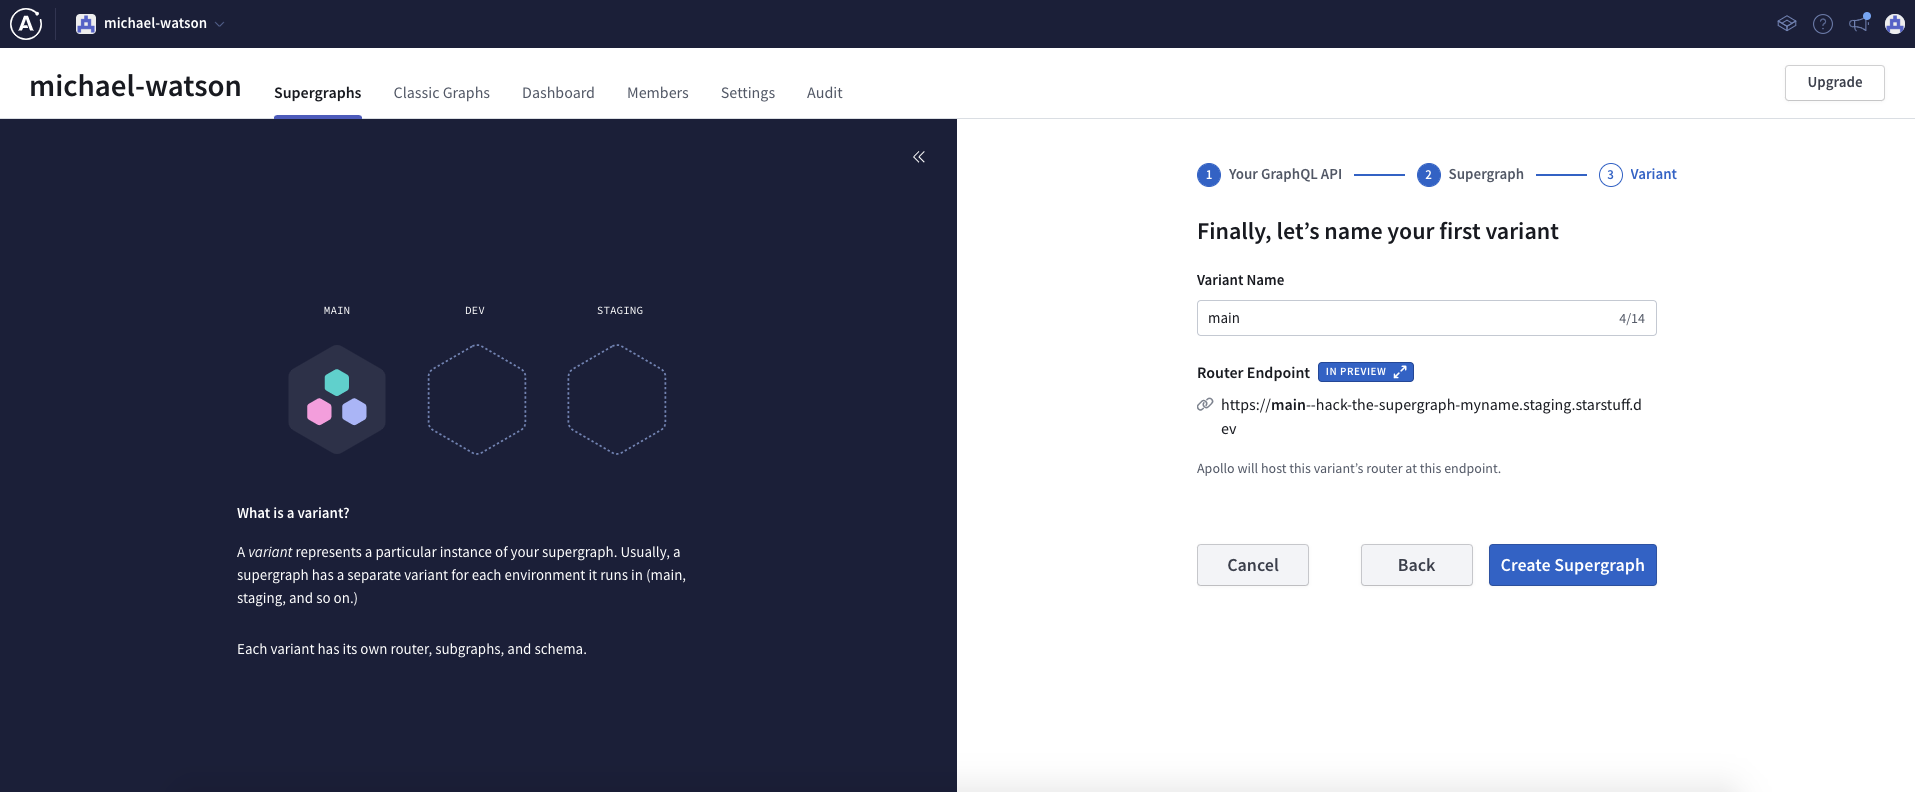 michael-watson
michael-watson
Supergraphs
Classic Graphs
Dashboard
Members
Settings
Audit
Upgrade
MAIN
DEV
STAGING
What is a variant?
A variant represents a particular instance of your supergraph. Usually, a
supergraph has a separate variant for each environment it runs in (main,
staging, and so on.)
Each variant has its own router, subgraphs, and schema.
1 Your GraphQL API
2 Supergraph
3 Variant
Finally, let’s name your first variant
Variant Name
main
4/14
Router Endpoint
IN PREVIEW
https://main--hack-the-supergraph-myname.staging.starstuff.d
ev
Apollo will host this variant’s router at this endpoint.
Cancel
Back
Create Supergraph